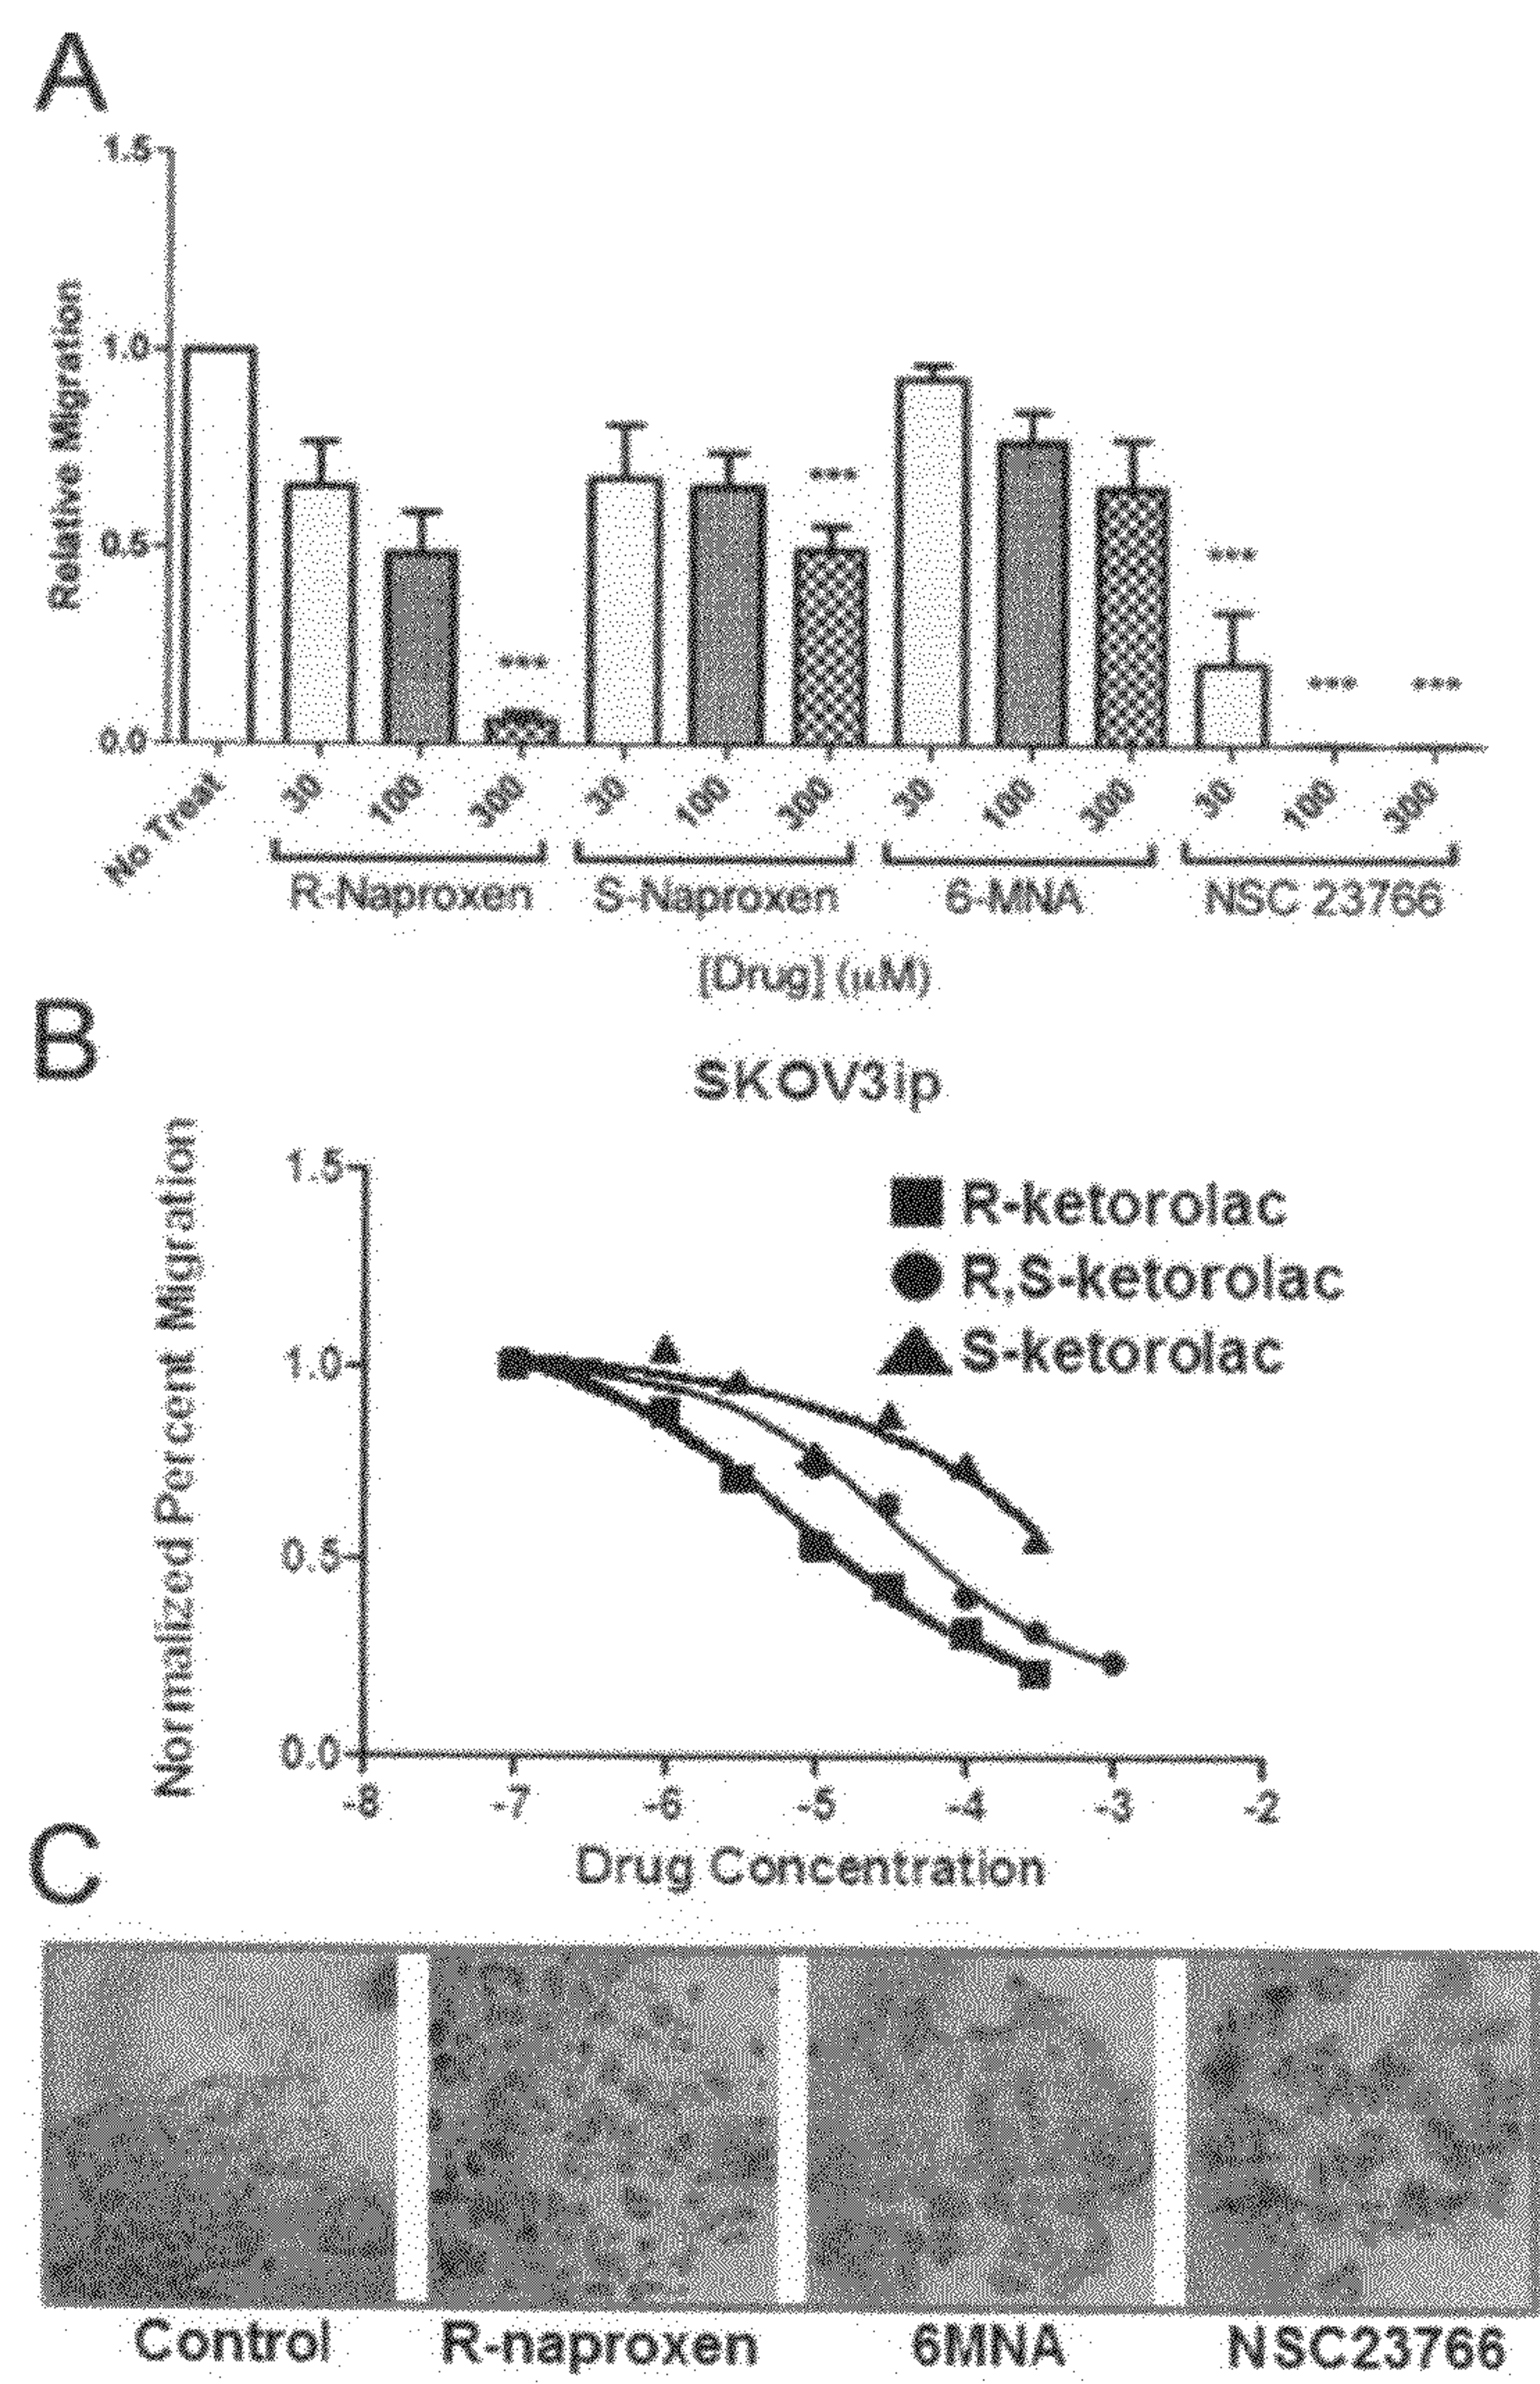 A
1.5
1.0
0.5
0.0
Relative Migration
No Treat 30 100 300 30 100 300 30 100 300 30 100 300
R-Naproxen S-Naproxen 6-MNA NSC 23766
[Drug] (µM)
*** *** *** *** ***
B
SKOV3ip
Normalized Percent Migration
1.5
1.0
0.5
0.0
R-ketorolac
R,S-ketorolac
S-ketorolac
-8 -7 -6 -5 -4 -3 -2
Drug Concentration
C
Control R-naproxen 6MNA NSC23766